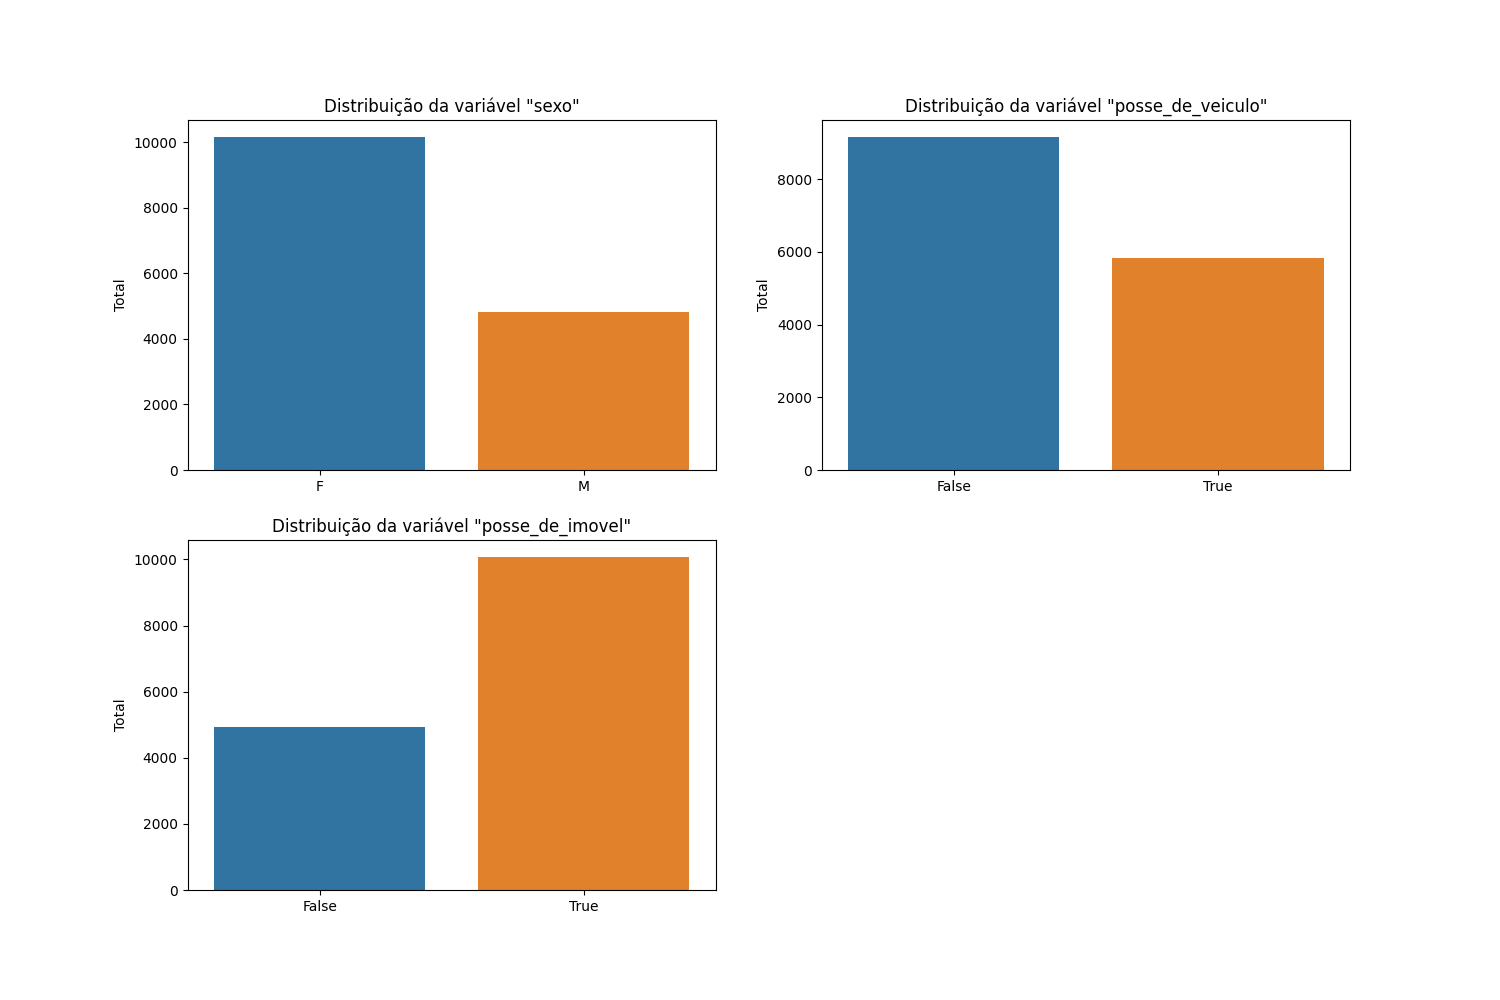 Distribuição da variável "sexo"
10000
8000
6000
4000
2000
0
Total
F
M
Distribuição da variável "posse_de_veiculo"
8000
6000
4000
2000
0
Total
False
True
Distribuição da variável "posse_de_imovel"
10000
8000
6000
4000
2000
0
Total
False
True